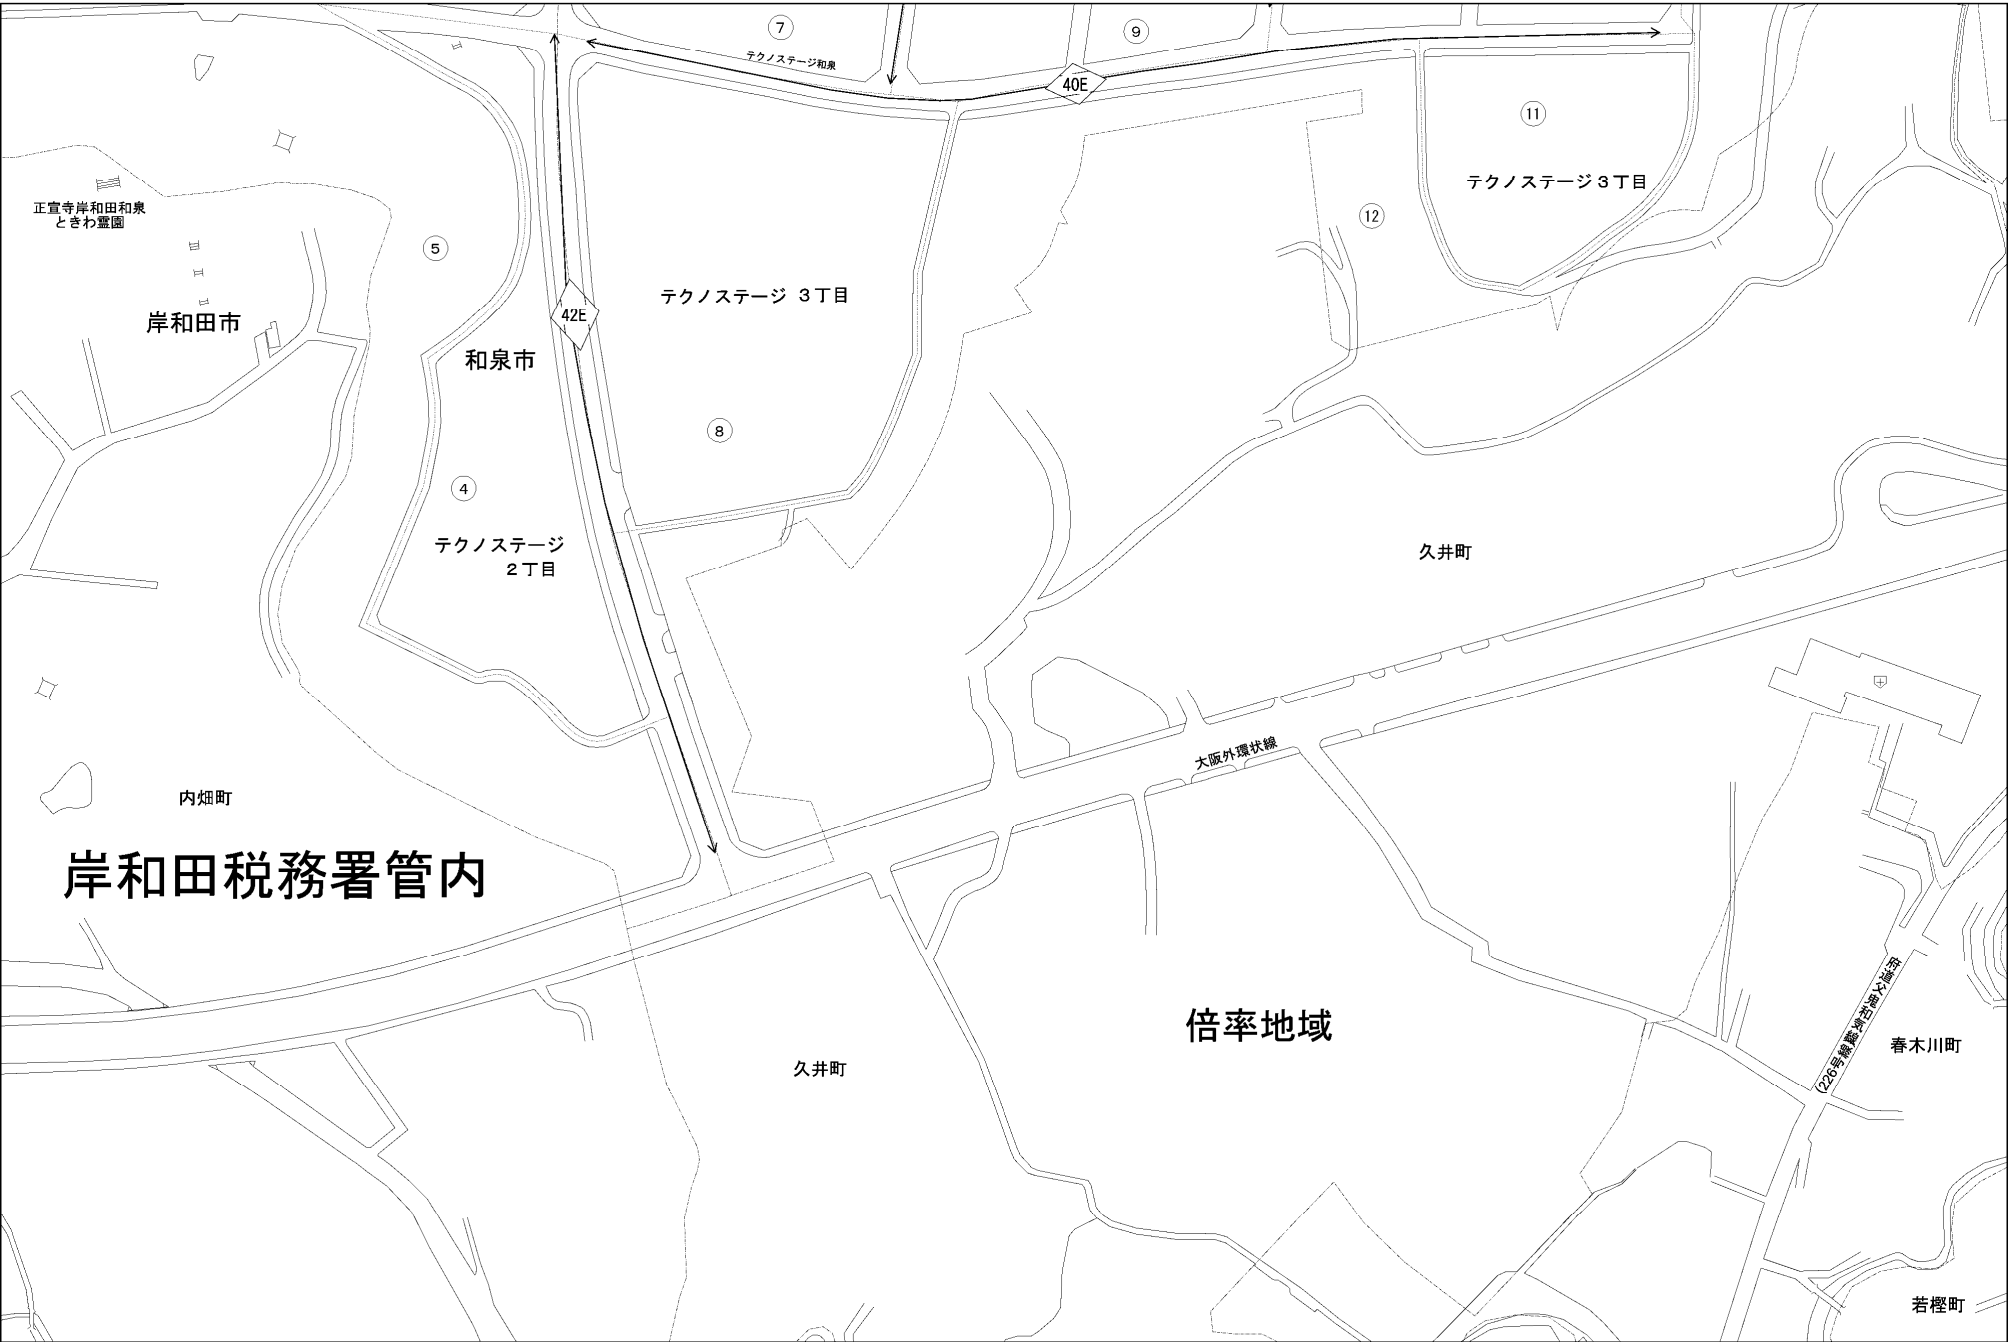 ⑦
⑨
テクノステージ和泉
40E
⑪
テクノステージ3丁目
正宣寺岸和田和泉
ときわ霊園
⑫
⑤
テクノステージ 3丁目
42E
岸和田市
和泉市
⑧
④
テクノステージ
2丁目
久井町
大阪外環状線
内畑町
岸和田税務署管内
府道父鬼和気線
(226号線)
倍率地域
久井町
春木川町
若樫町